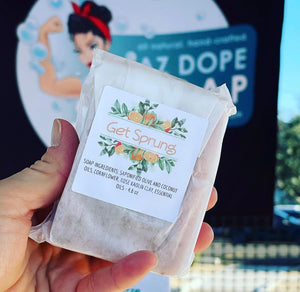 all natural, hand-crafted
AZ DOPE
AP
Get Sprung
SOAP INGREDIENTS: SAPONIFIED OLIVE AND COCONUT
OILS, CORNFLOWER, ROSE KAOLIN CLAY, ESSENTIAL
OILS - 4.8 oz